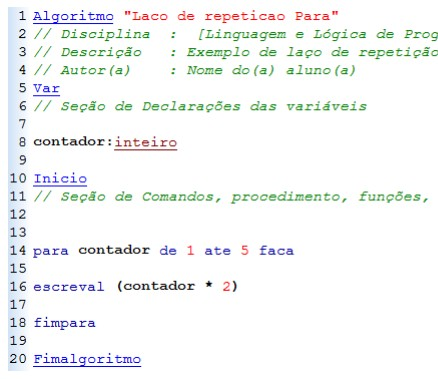 1 Algoritmo "Laco de repeticao Para"
2 // Disciplina : [Linguagem e Lógica de Prog
3 // Descrição : Exemplo de laço de repetição
4 // Autor(a) : Nome do(a) aluno(a)
5 Var
6 // Seção de Declarações das variáveis
7
8 contador:inteiro
9
10 Inicio
11 // Seção de Comandos, procedimento, funções,
12
13
14 para contador de 1 ate 5 faca
15
16 escreval (contador * 2)
17
18 fimpara
19
20 Fimalgoritmo